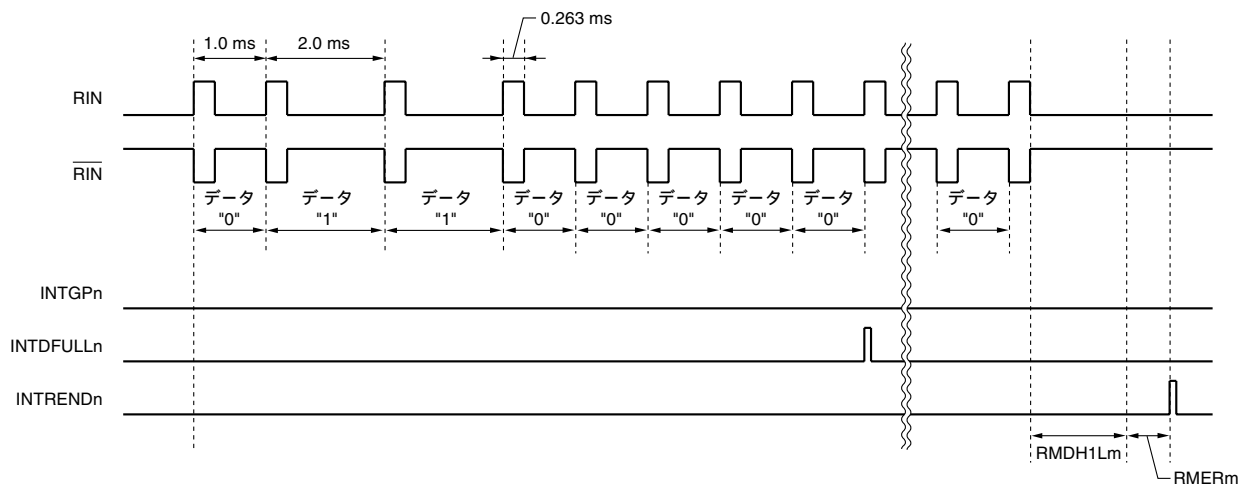 0.263 ms
1.0 ms
2.0 ms
RIN
RIN
データ
"0"
データ
"1"
データ
"1"
データ
"0"
データ
"0"
データ
"0"
データ
"0"
データ
"0"
データ
"0"
INTGPn
INTDFULLn
INTRENDn
RMDH1Lm
RMERm